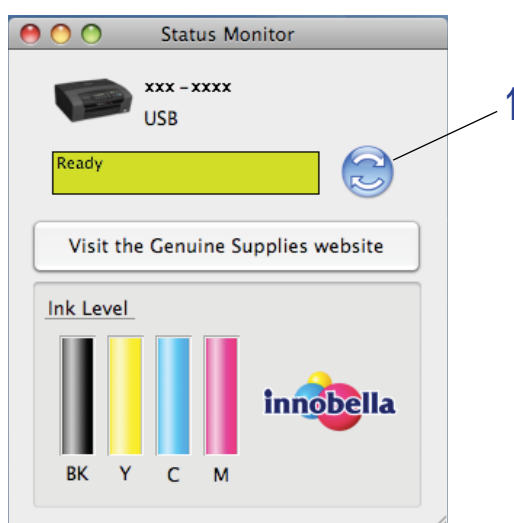 Status Monitor
xxx – xxxx
USB
1
Ready
Visit the Genuine Supplies website
Ink Level
innobella
BK Y C M